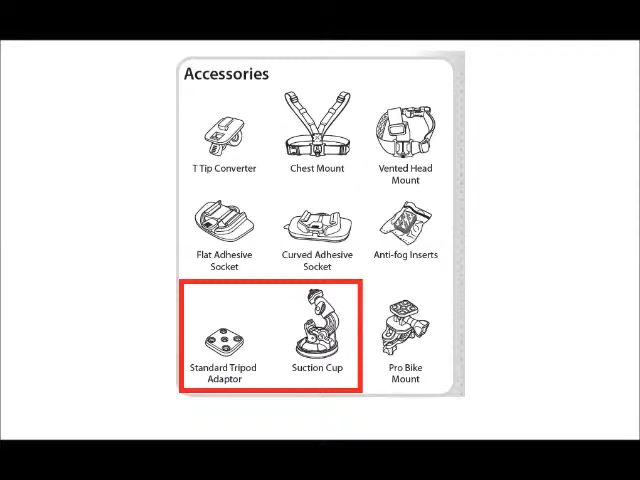 Accessories
T Tip Converter
Chest Mount
Vented Head
Mount
Flat Adhesive
Socket
Curved Adhesive
Socket
Anti-fog Inserts
Standard Tripod
Adaptor
Suction Cup
Pro Bike
Mount